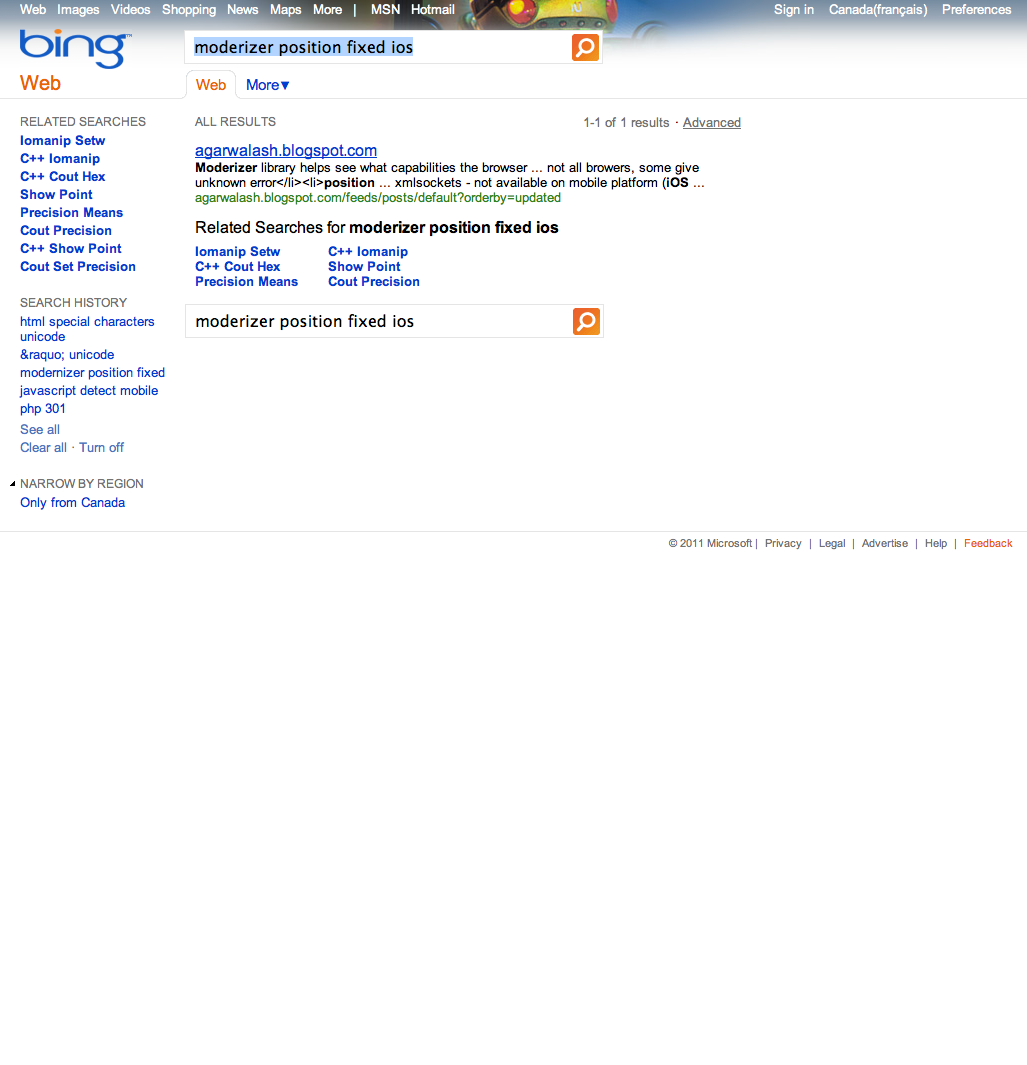 Web Images Videos Shopping News Maps More | MSN Hotmail Sign in Canada(français) Preferences
bing™
moderizer position fixed ios
Web
Web More▼
RELATED SEARCHES
Iomanip Setw
C++ Iomanip
C++ Cout Hex
Show Point
Precision Means
Cout Precision
C++ Show Point
Cout Set Precision
SEARCH HISTORY
html special characters
unicode
&raquo; unicode
modernizer position fixed
javascript detect mobile
php 301
See all
Clear all · Turn off
NARROW BY REGION
Only from Canada
ALL RESULTS 1-1 of 1 results · Advanced
agarwalash.blogspot.com
Moderizer library helps see what capabilities the browser ... not all browers, some give
unknown error</li><li>position ... xmlsockets - not available on mobile platform (iOS ...
agarwalash.blogspot.com/feeds/posts/default?orderby=updated
Related Searches for moderizer position fixed ios
Iomanip Setw C++ Iomanip
C++ Cout Hex Show Point
Precision Means Cout Precision
moderizer position fixed ios
© 2011 Microsoft | Privacy | Legal | Advertise | Help | Feedback